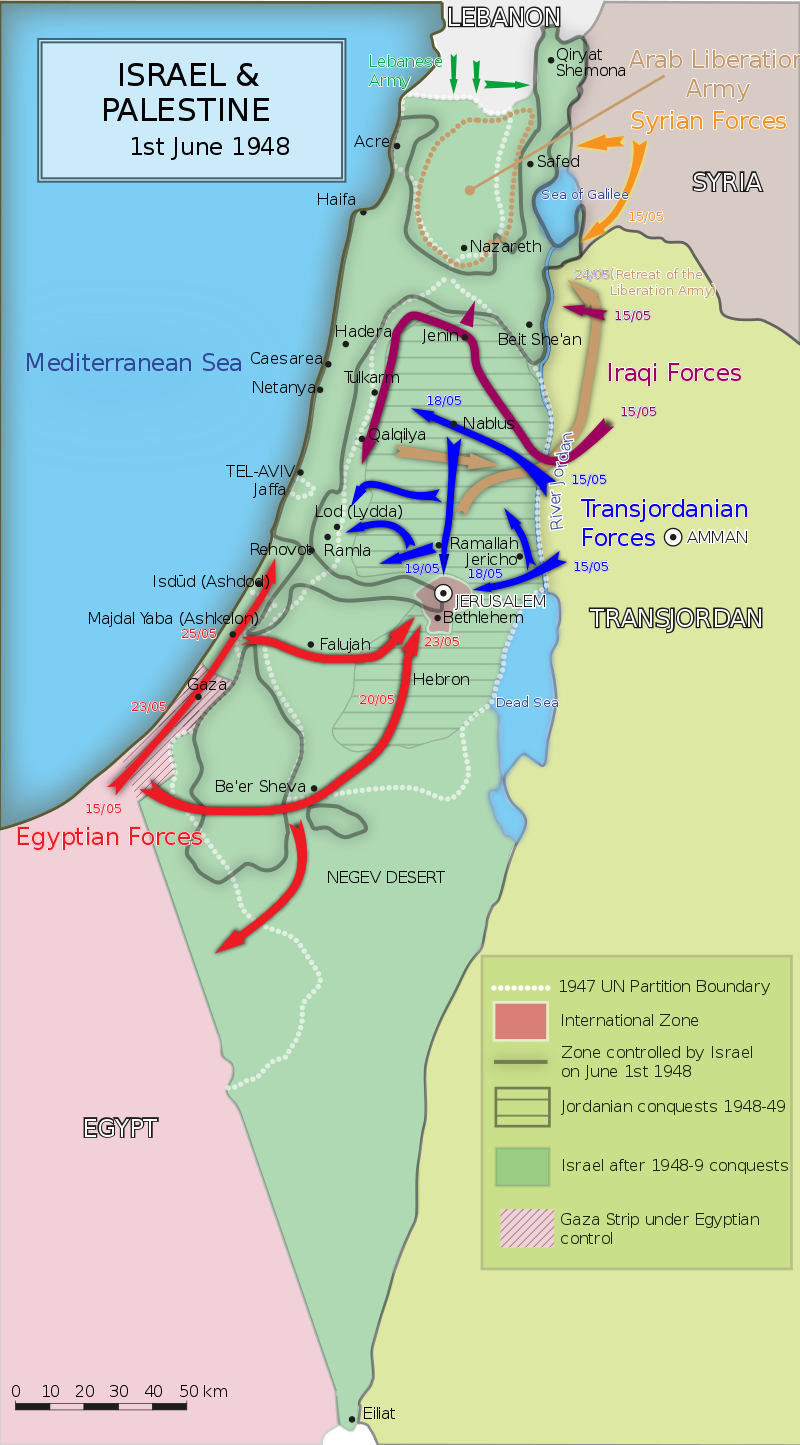 LEBANON
ISRAEL &
PALESTINE
1st June 1948
Lebanese
Army
Qiryat
Shemona
Arab Liberation
Army
Syrian Forces
Acre
Safed
SYRIA
Sea of Galilee
Haifa
15/05
Nazareth
24/05(Retreat of the
Liberation Army)
15/05
Hadera
Jenin
Beit She'an
Mediterranean Sea
Caesarea
Tulkarm
Netanya
Iraqi Forces
18/05
15/05
Nablus
Qalqilya
River Jordan
TEL-AVIV
Jaffa
15/05
Transjordanian
Forces
AMMAN
Lod (Lydda)
Rehovot
Ramla
Ramallah
Jericho
19/05
18/05
15/05
Isdūd (Ashdod)
JERUSALEM
Majdal Yaba (Ashkelon)
Bethlehem
TRANSJORDAN
25/05
23/05
Falujah
Gaza
Hebron
23/05
20/05
Dead Sea
Be'er Sheva
15/05
Egyptian Forces
NEGEV DESERT
1947 UN Partition Boundary
International Zone
Zone controlled by Israel
on June 1st 1948
Jordanian conquests 1948-49
Israel after 1948-9 conquests
Gaza Strip under Egyptian
control
EGYPT
0 10 20 30 40 50 km
Eiliat